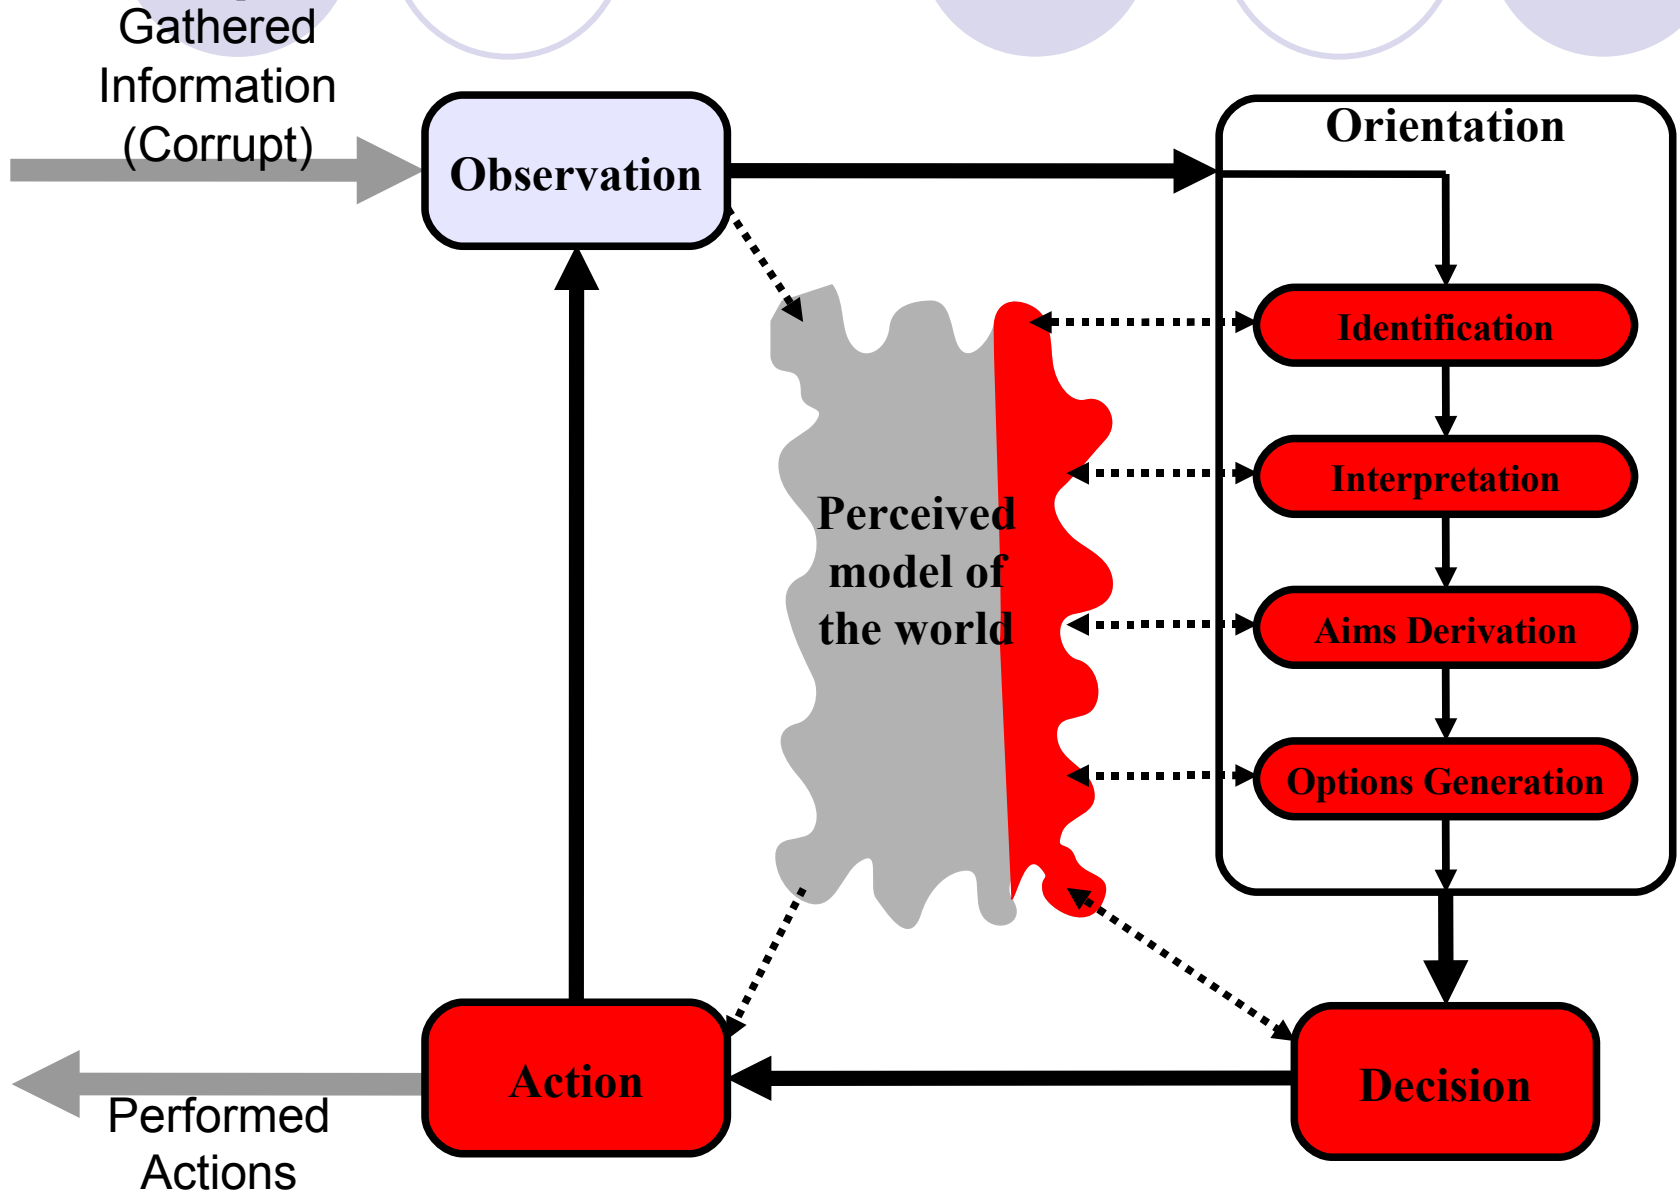 Gathered
Information
(Corrupt)
Observation
Orientation
Identification
Interpretation
Aims Derivation
Options Generation
Perceived
model of
the world
Action
Decision
Performed
Actions